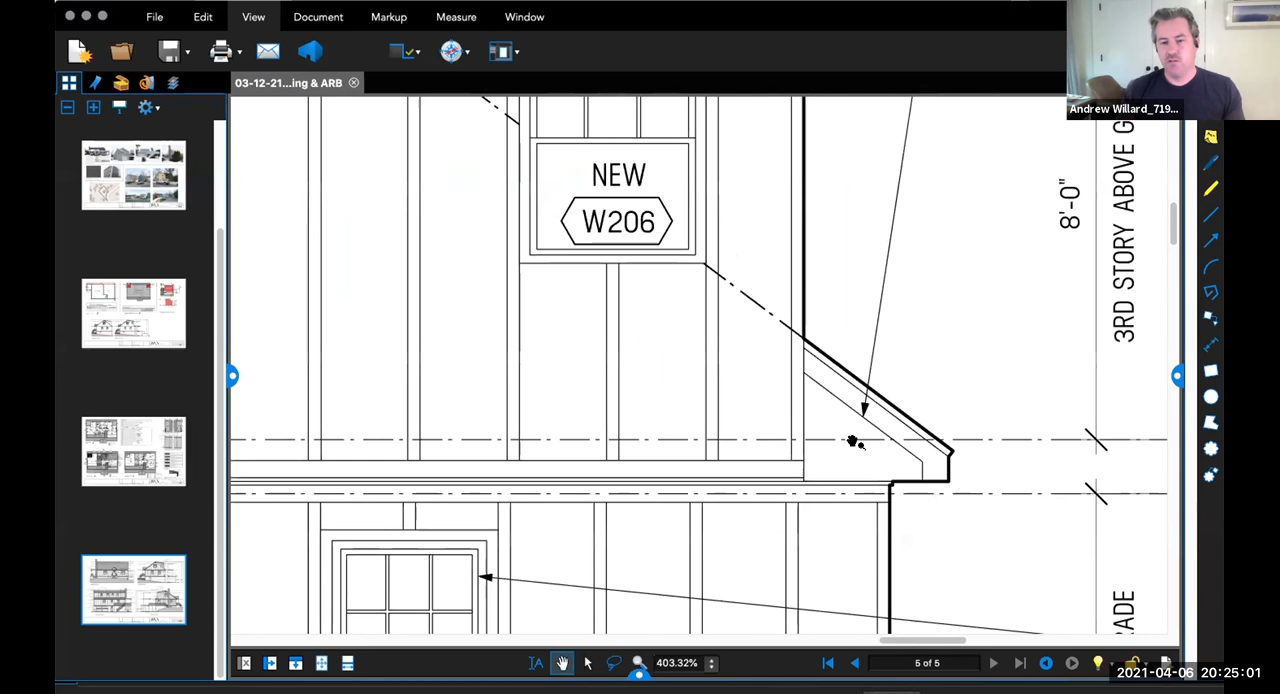 File Edit View Document Markup Measure Window
03-12-21...ing & ARB
Andrew Willard_719...
NEW
W206
8'-0"
3RD STORY ABOVE G
RADE
403.32%
5 of 5
2021-04-06 20:25:01